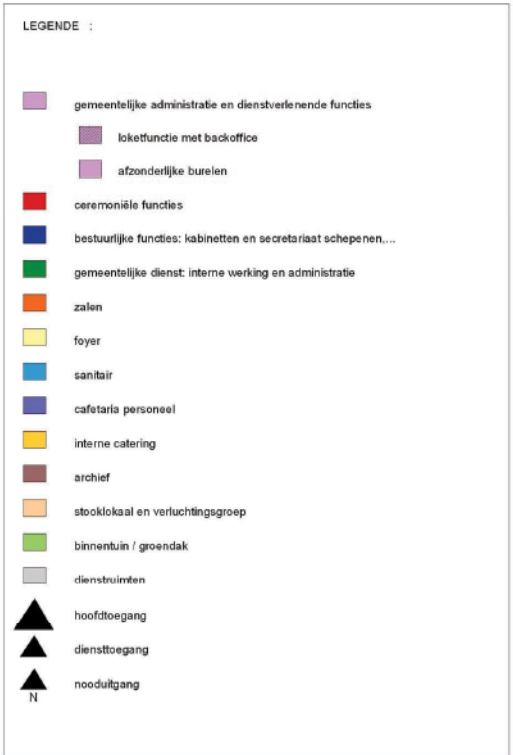 LEGENDE :
gemeentelijke administratie en dienstverlenende functies
loketfunctie met backoffice
afzonderlijke burelen
ceremoniële functies
bestuurlijke functies: kabinetten en secretariaat schepenen,...
gemeentelijke dienst: interne werking en administratie
zalen
foyer
sanitair
cafetaria personeel
interne catering
archief
stooklokaal en verluchtingsgroep
binnentuin / groendak
dienstruimten
hoofdtoegang
diensttoegang
nooduitgang
N